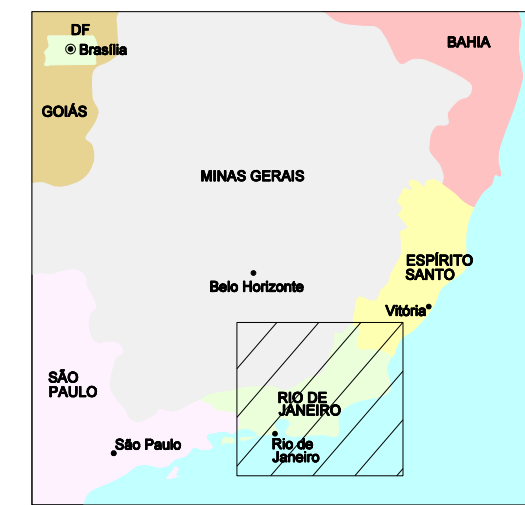 DF
Brasília
BAHIA
GOIÁS
MINAS GERAIS
ESPÍRITO
SANTO
Belo Horizonte
Vitória
SÃO
PAULO
RIO DE
JANEIRO
São Paulo
Rio de
Janeiro